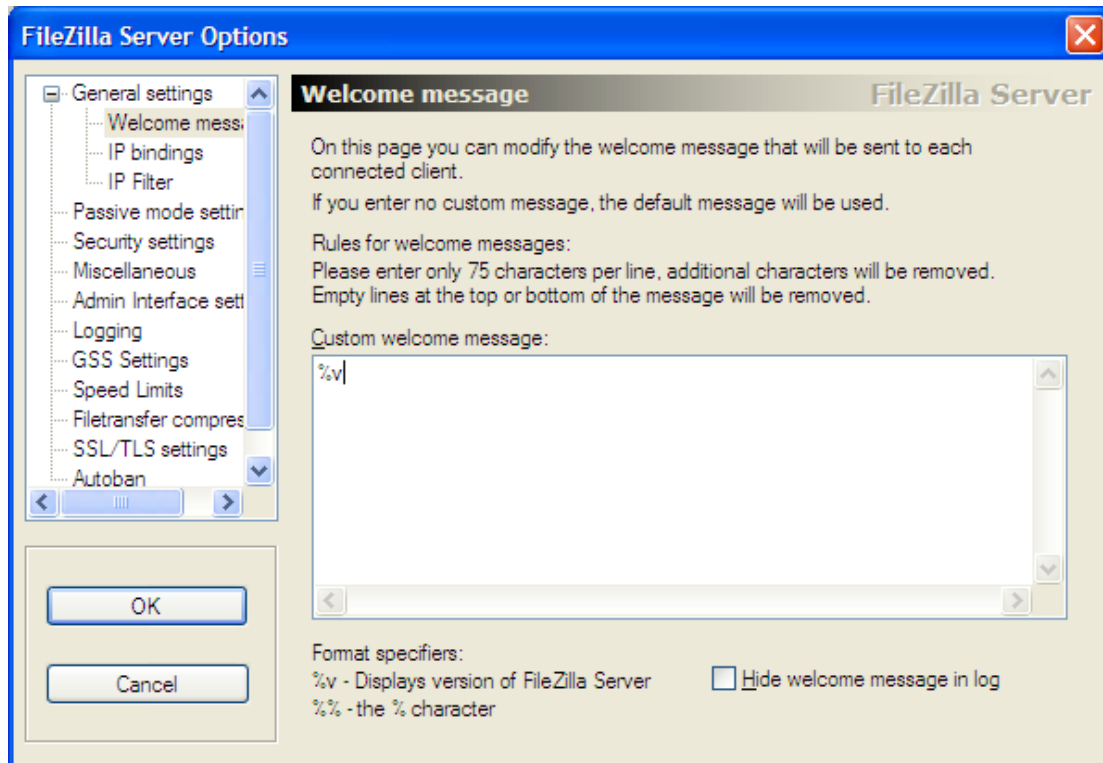 FileZilla Server Options
General settings
Welcome messa
IP bindings
IP Filter
Passive mode settin
Security settings
Miscellaneous
Admin Interface sett
Logging
GSS Settings
Speed Limits
Filetransfer compres
SSL/TLS settings
Autoban
OK
Cancel
Welcome message
FileZilla Server
On this page you can modify the welcome message that will be sent to each
connected client.
If you enter no custom message, the default message will be used.
Rules for welcome messages:
Please enter only 75 characters per line, additional characters will be removed.
Empty lines at the top or bottom of the message will be removed.
Custom welcome message:
%v
Format specifiers:
%v - Displays version of FileZilla Server
%% - the % character
Hide welcome message in log